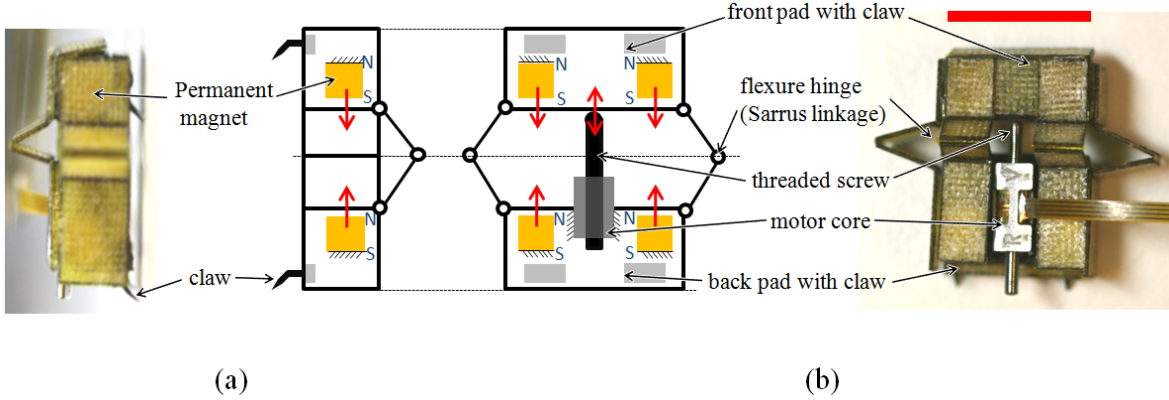 front pad with claw
Permanent
magnet
N
S
N
S
N
S
N
S
N
S
N
S
flexure hinge
(Sarrus linkage)
threaded screw
motor core
claw
back pad with claw
V
R
(a)
(b)